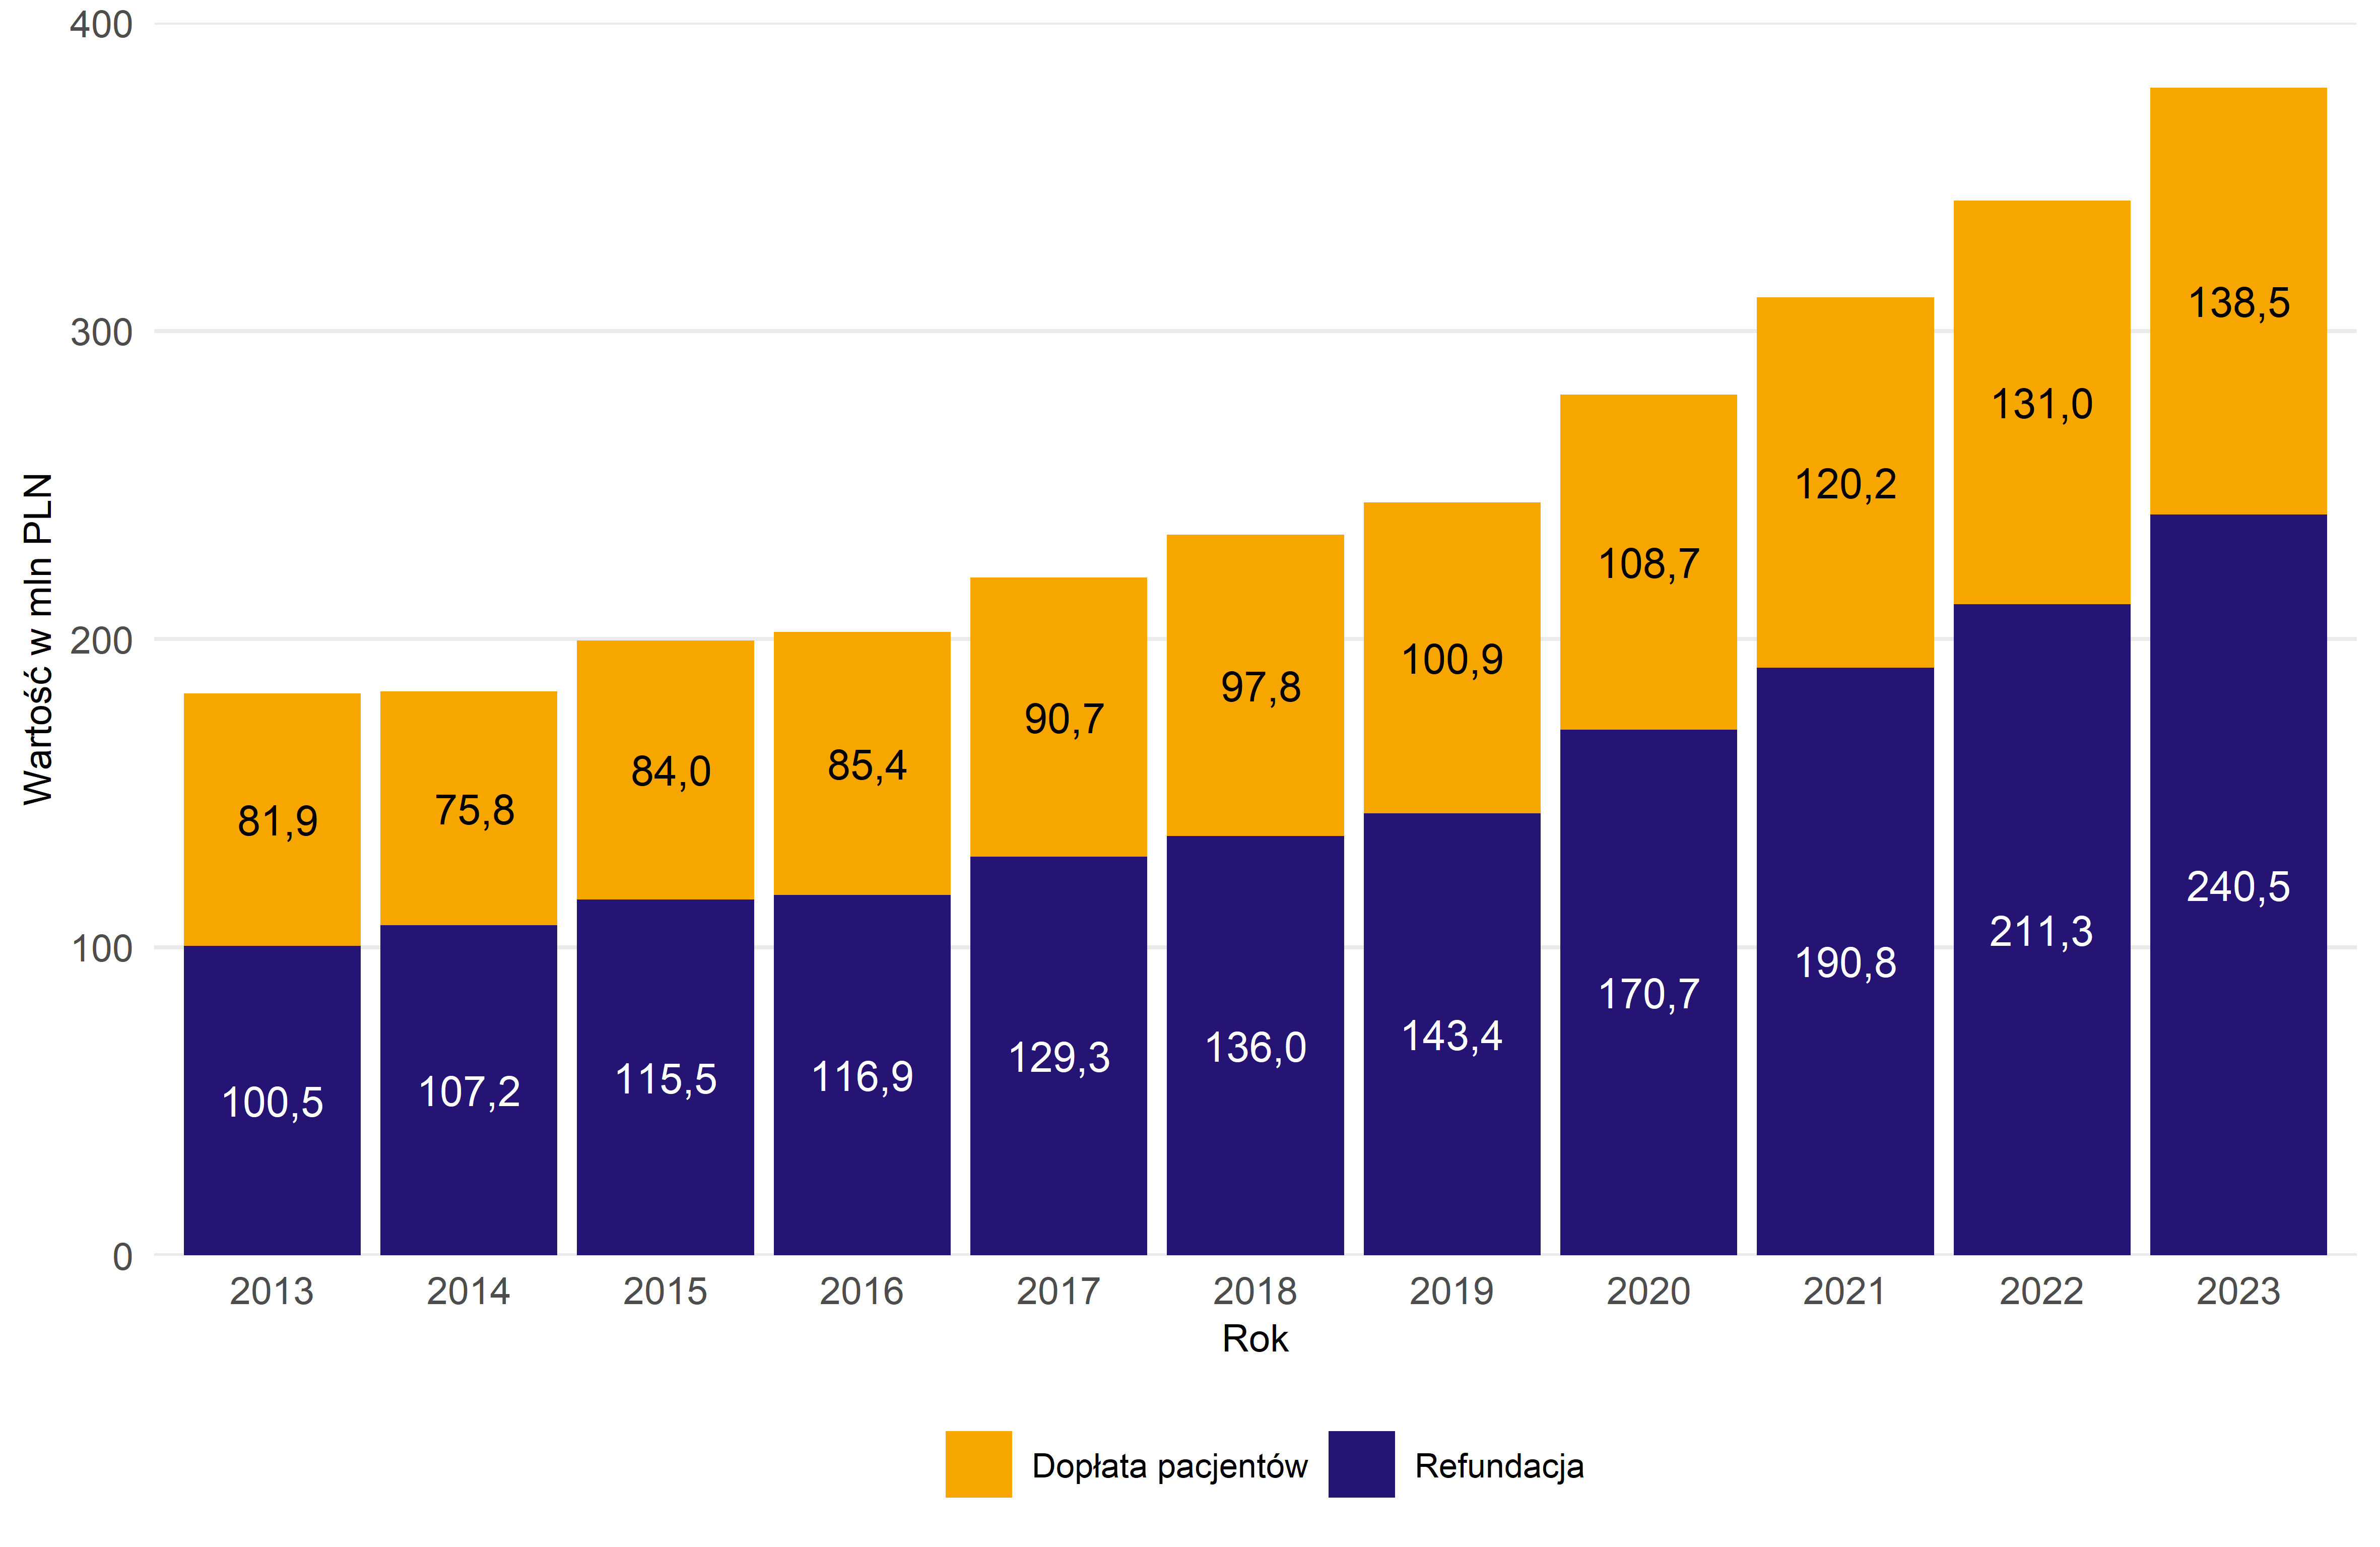 400
300
200
100
0
Wartość w mln PLN
81,9 75,8 84,0 85,4 90,7 97,8 100,9 108,7 120,2 131,0 138,5
100,5 107,2 115,5 116,9 129,3 136,0 143,4 170,7 190,8 211,3 240,5
2013 2014 2015 2016 2017 2018 2019 2020 2021 2022 2023
Rok
Dopłata pacjentów Refundacja